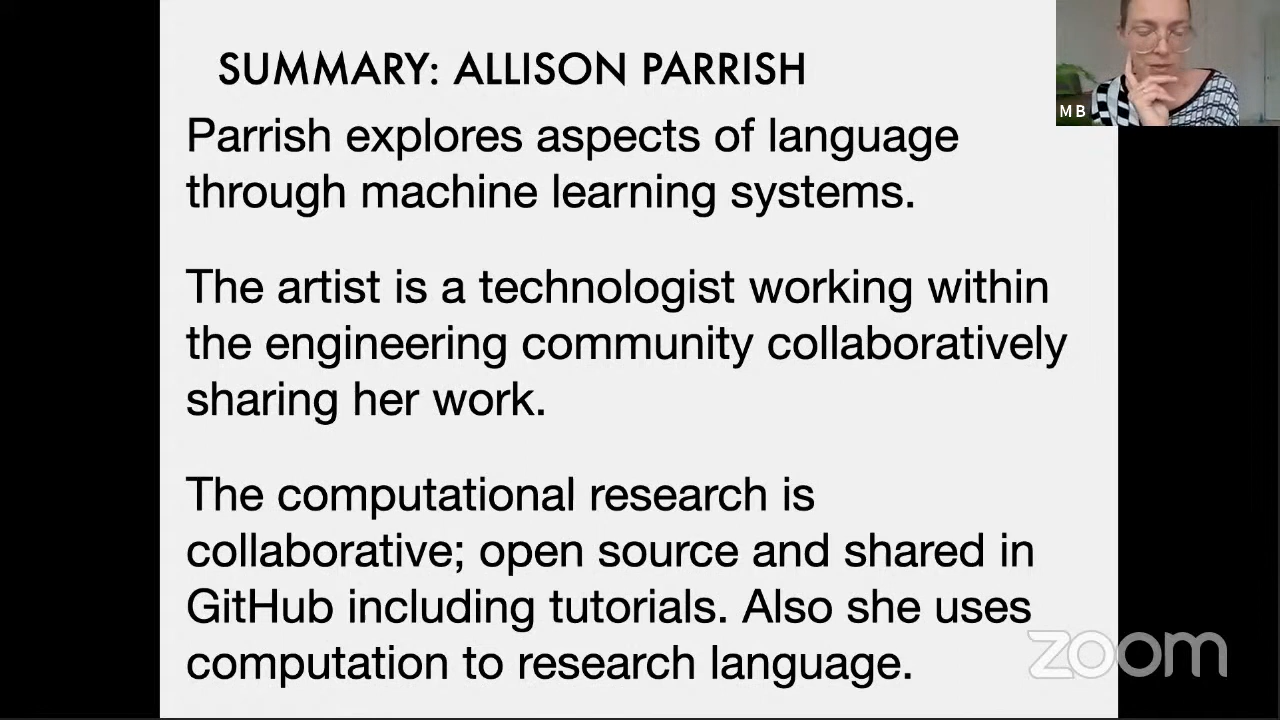 SUMMARY: ALLISON PARRISH
Parrish explores aspects of language
through machine learning systems.
The artist is a technologist working within
the engineering community collaboratively
sharing her work.
The computational research is
collaborative; open source and shared in
GitHub including tutorials. Also she uses
computation to research language.
M B
zoom